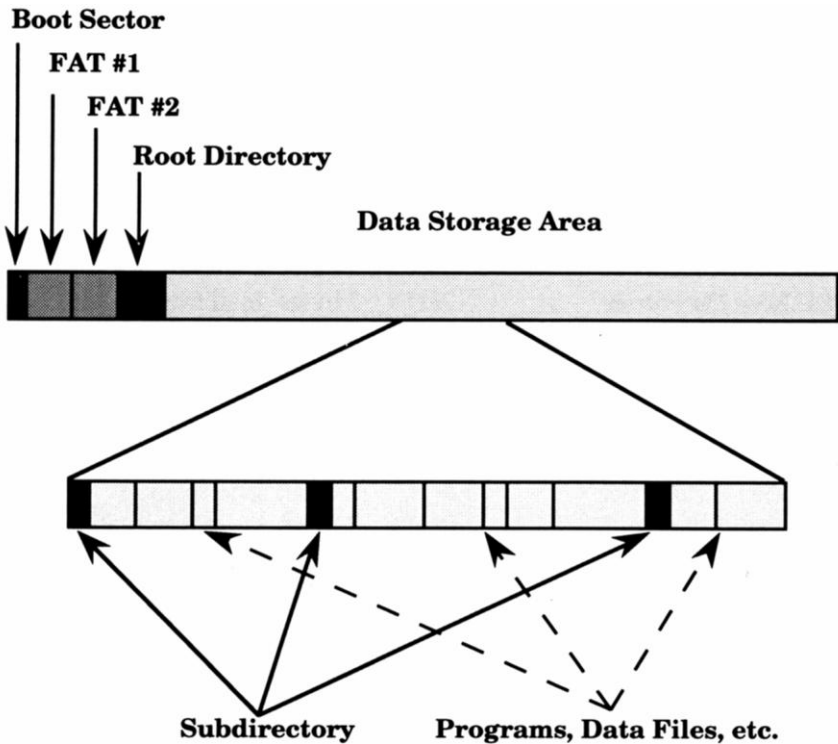 Boot Sector
FAT #1
FAT #2
Root Directory
Data Storage Area
Subdirectory
Programs, Data Files, etc.